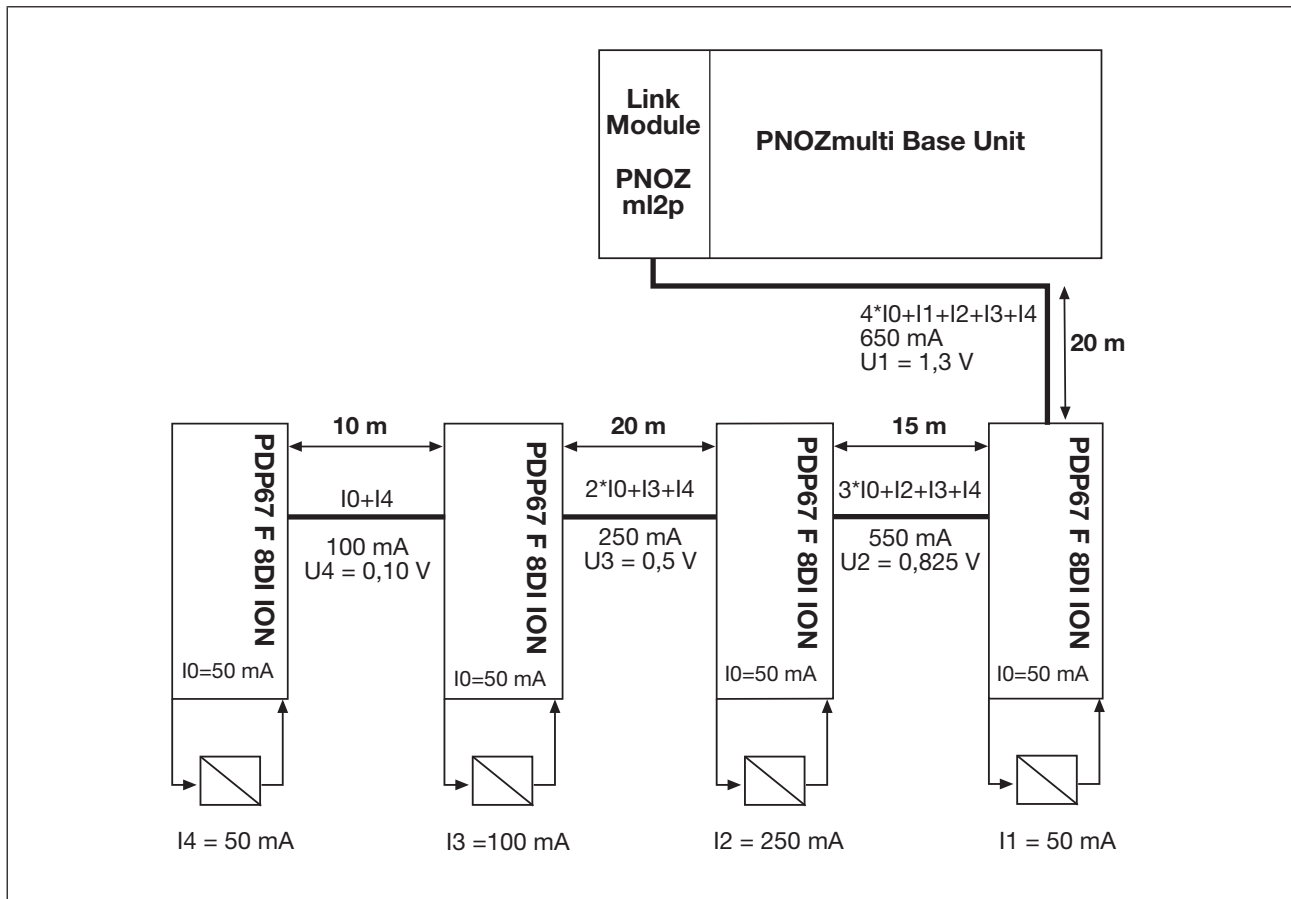 Link
Module
PNOZ
ml2p
PNOZmulti Base Unit
4*I0+I1+I2+I3+I4
650 mA
U1 = 1,3 V
20 m
10 m
20 m
15 m
PDP67 F 8DI ION
PDP67 F 8DI ION
PDP67 F 8DI ION
PDP67 F 8DI ION
I0+I4
100 mA
U4 = 0,10 V
2*I0+I3+I4
250 mA
U3 = 0,5 V
3*I0+I2+I3+I4
550 mA
U2 = 0,825 V
I0=50 mA
I0=50 mA
I0=50 mA
I0=50 mA
I4 = 50 mA
I3 =100 mA
I2 = 250 mA
I1 = 50 mA